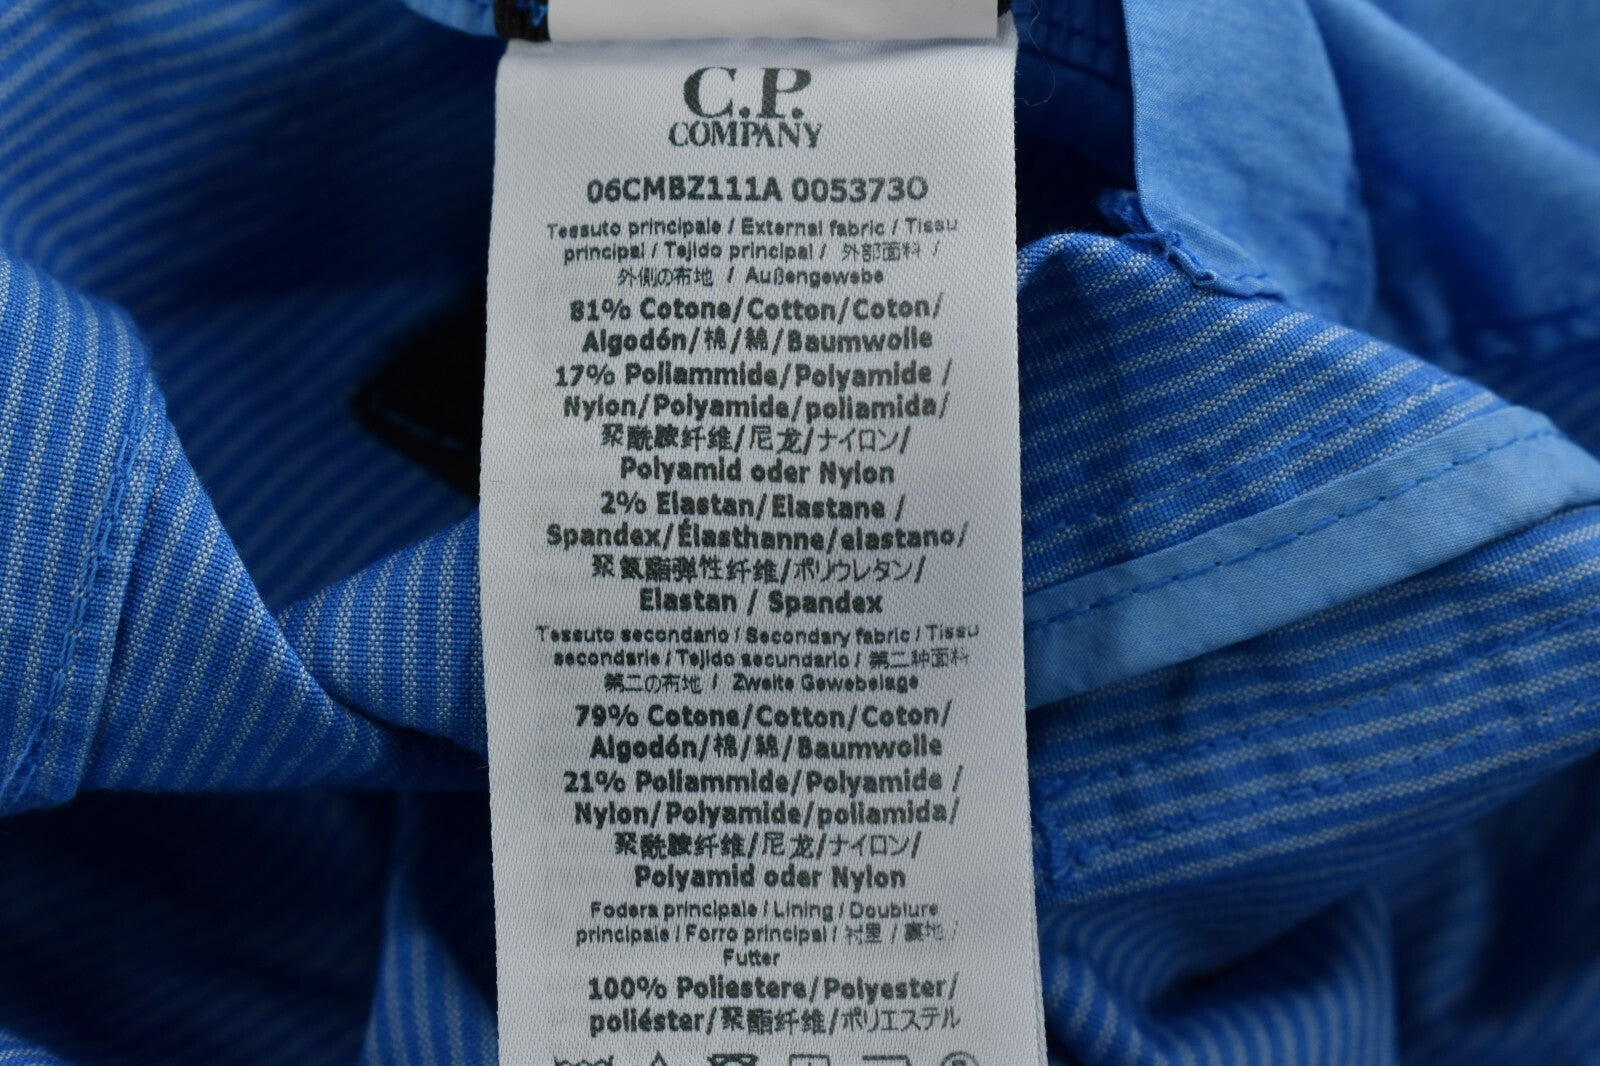 C.P.
COMPANY
06CMBZ111A 005373O
Tessuto principale / External fabric / Tissu
principal / Tejido principal / 外部面料 /
外側の布地 / Außengewebe
81% Cotone/Cotton/Coton/
Algodón/棉/綿/Baumwolle
17% Poliammide/Polyamide /
Nylon/Polyamide/poliamida/
聚酰胺纤维/尼龙/ナイロン/
Polyamid oder Nylon
2% Elastan/Elastane /
Spandex/Élasthanne/elastano/
聚氨酯弹性纤维/ポリウレタン/
Elastan / Spandex
Tessuto secondario / Secondary fabric / Tissu
secondarie / Tejido secundario / 第二种面料
第二の布地 / Zweite Gewebelage
79% Cotone/Cotton/Coton/
Algodón/棉/綿/Baumwolle
21% Poliammide/Polyamide /
Nylon/Polyamide/poliamida/
聚酰胺纤维/尼龙/ナイロン/
Polyamid oder Nylon
Fodera principale / Lining / Doublure
principale / Forro principal / 衬里 / 裏地 /
Futter
100% Poliestere/Polyester/
poliéster/聚酯纤维/ポリエステル